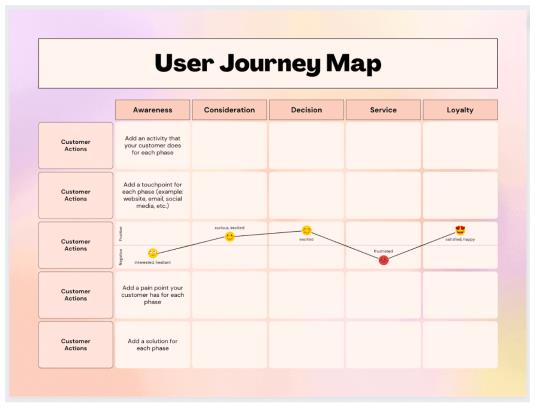 User Journey Map
Awareness
Consideration
Decision
Service
Loyalty
Customer
Actions
Add an activity that
your customer does
for each phase
Customer
Actions
Add a touchpoint for
each phase (example:
website, email, social
media, etc.)
Customer
Actions
Positive
Negative
interested, hesitant
curious, excited
excited
frustrated
satisfied, happy
Customer
Actions
Add a pain point your
customer has for each
phase
Customer
Actions
Add a solution for
each phase